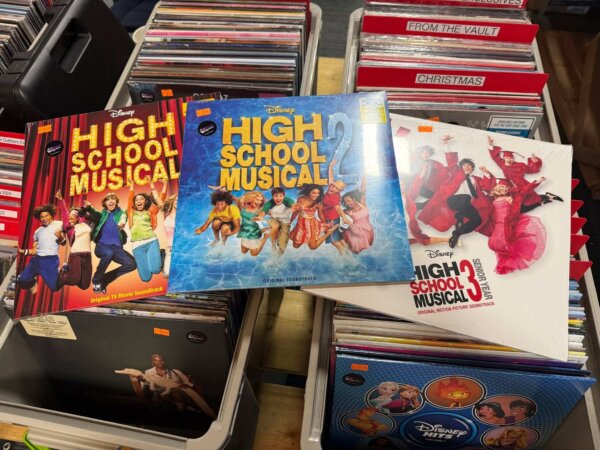 FROM THE VAULT
CHRISTMAS
Disney
HIGH
SCHOOL
MUSICAL
Original TV Movie Soundtrack
Disney
HIGH
SCHOOL
MUSICAL 2
ORIGINAL SOUNDTRACK
Disney
HIGH
SCHOOL
MUSICAL 3
SENIOR YEAR
ORIGINAL MOTION PICTURE SOUNDTRACK
Disney
HITS